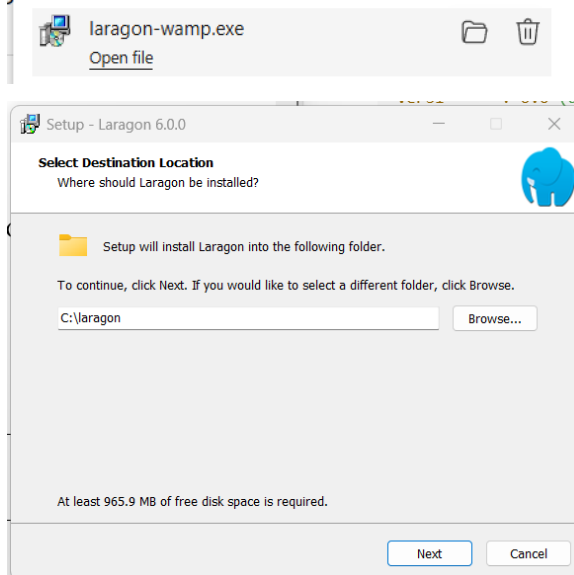 laragon-wamp.exe
Open file
Setup - Laragon 6.0.0
Select Destination Location
Where should Laragon be installed?
Setup will install Laragon into the following folder.
To continue, click Next. If you would like to select a different folder, click Browse.
C:\laragon
Browse...
At least 965.9 MB of free disk space is required.
Next
Cancel